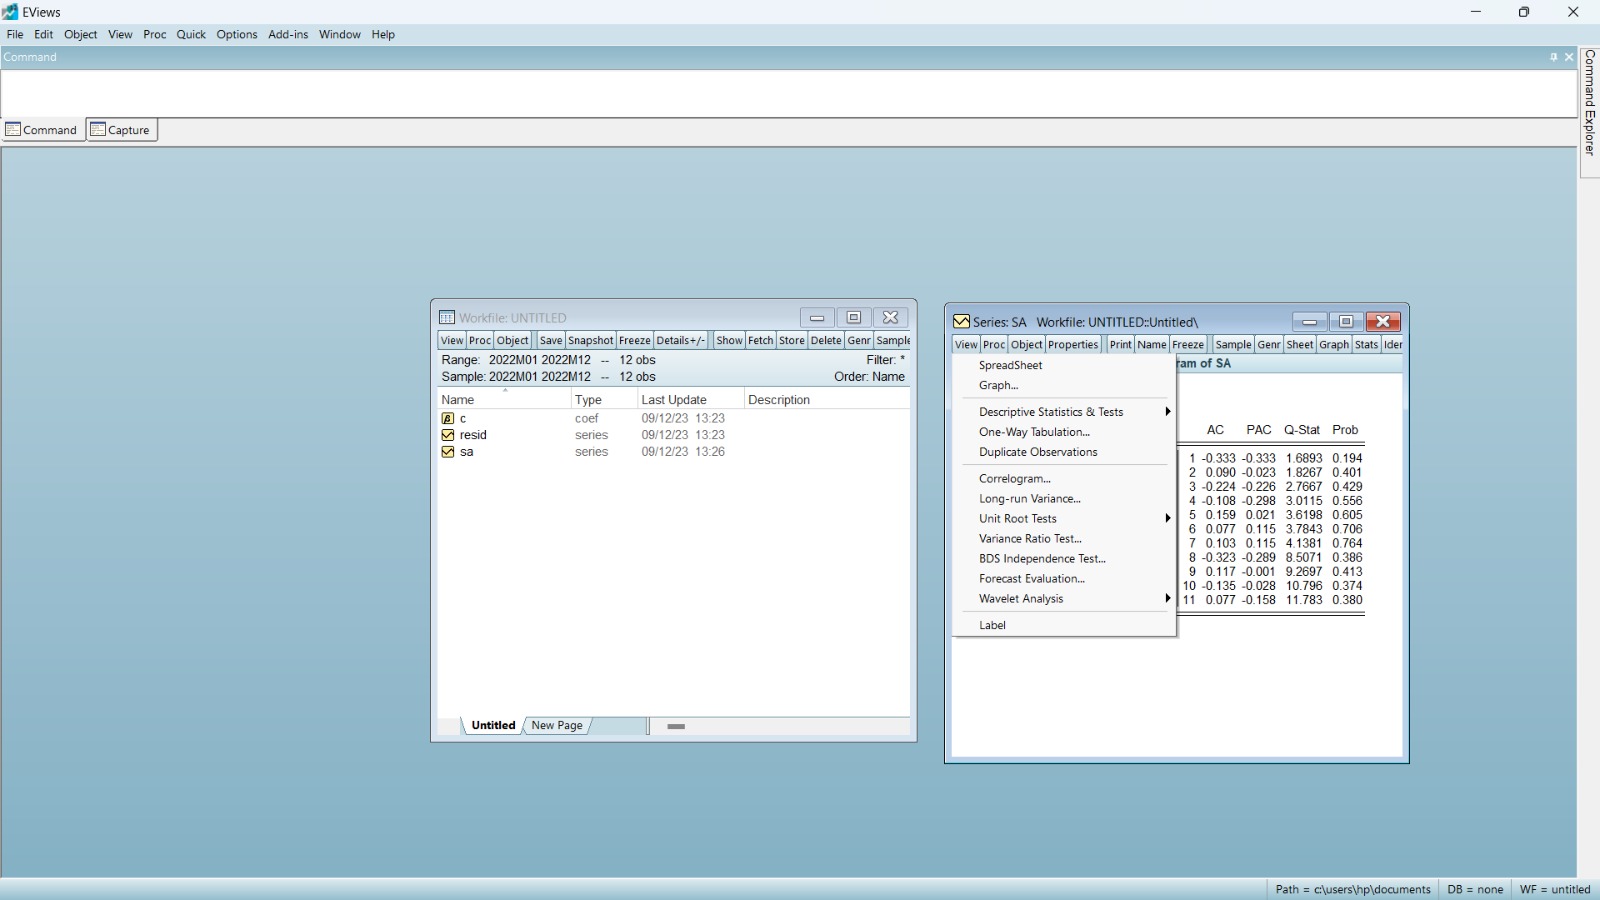 EViews
File Edit Object View Proc Quick Options Add-ins Window Help
Command
Command Explorer
Command Capture
Workfile: UNTITLED
View Proc Object Save Snapshot Freeze Details+/- Show Fetch Store Delete Genr Sample
Range: 2022M01 2022M12 -- 12 obs Filter: *
Sample: 2022M01 2022M12 -- 12 obs Order: Name
Name Type Last Update Description
β c coef 09/12/23 13:23
resid series 09/12/23 13:23
sa series 09/12/23 13:26
Untitled New Page
Series: SA Workfile: UNTITLED::Untitled\
View Proc Object Properties Print Name Freeze Sample Genr Sheet Graph Stats Iden
ram of SA
SpreadSheet
Graph...
Descriptive Statistics & Tests
One-Way Tabulation...
Duplicate Observations
Correlogram...
Long-run Variance...
Unit Root Tests
Variance Ratio Test...
BDS Independence Test...
Forecast Evaluation...
Wavelet Analysis
Label
AC PAC Q-Stat Prob
1 -0.333 -0.333 1.6893 0.194
2 0.090 -0.023 1.8267 0.401
3 -0.224 -0.226 2.7667 0.429
4 -0.108 -0.298 3.0115 0.556
5 0.159 0.021 3.6198 0.605
6 0.077 0.115 3.7843 0.706
7 0.103 0.115 4.1381 0.764
8 -0.323 -0.289 8.5071 0.386
9 0.117 -0.001 9.2697 0.413
10 -0.135 -0.028 10.796 0.374
11 0.077 -0.158 11.783 0.380
Path = c:\users\hp\documents DB = none WF = untitled